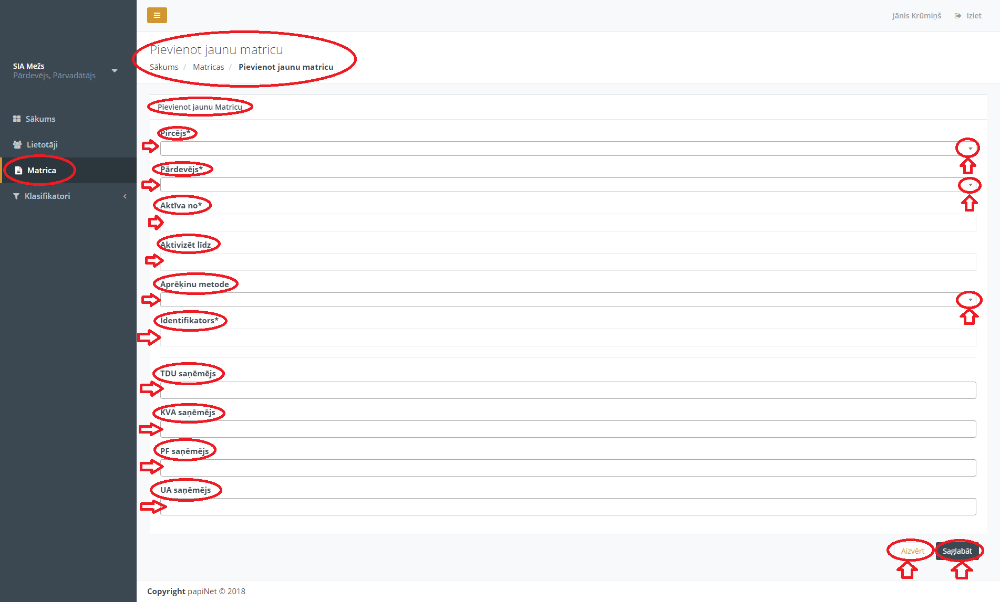 Jānis Krūmiņš Iziet
SIA Mežs
Pārdevējs, Pārvadātājs
Sākums
Lietotāji
Matrica
Klasifikatori
Pievienot jaunu matricu
Sākums / Matricas / Pievienot jaunu matricu
Pievienot jaunu Matricu
Pircējs*
Pārdevējs*
Aktīva no*
Aktivizēt līdz
Aprēķinu metode
Identifikators*
TDU saņēmējs
KVA saņēmējs
PF saņēmējs
UA saņēmējs
Aizvērt Saglabāt
Copyright papiNet © 2018